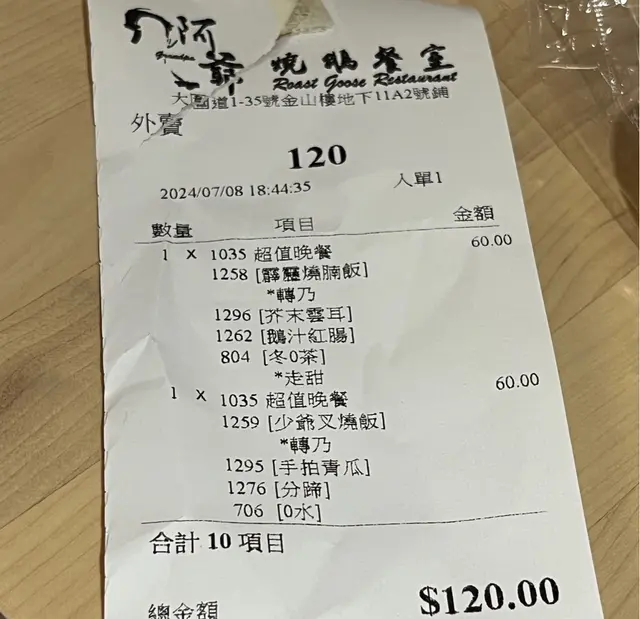 阿爺 燒鵝餐室
Grandpa Roast Goose Restaurant
大圍道1-35號金山樓地下11A2號鋪
外賣
120
2024/07/08 18:44:35 入單1
數量 項目 金額
1 x 1035 超值晚餐 60.00
1258 [霹靂燒腩飯]
*轉乃
1296 [芥末雲耳]
1262 [鵝汁紅腸]
804 [冬0茶]
*走甜
1 x 1035 超值晚餐 60.00
1259 [少爺叉燒飯]
*轉乃
1295 [手拍青瓜]
1276 [分蹄]
706 [0水]
合計 10 項目
總金額 $120.00